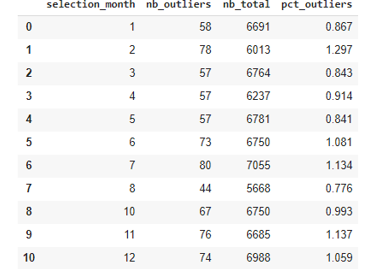 selection_month nb_outliers nb_total pct_outliers
0 1 58 6691 0.867
1 2 78 6013 1.297
2 3 57 6764 0.843
3 4 57 6237 0.914
4 5 57 6781 0.841
5 6 73 6750 1.081
6 7 80 7055 1.134
7 8 44 5668 0.776
8 10 67 6750 0.993
9 11 76 6685 1.137
10 12 74 6988 1.059